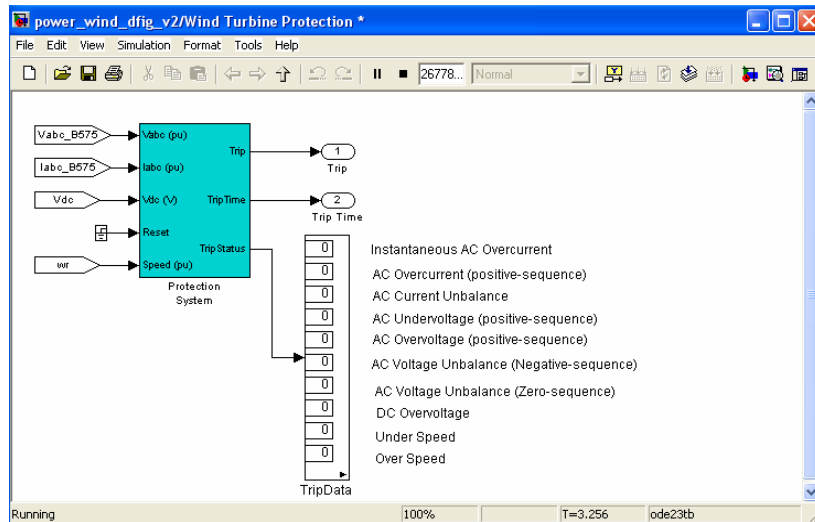 power_wind_dfig_v2/Wind Turbine Protection *
File Edit View Simulation Format Tools Help
26778... Normal
Vabc_B575
Iabc_B575
Vdc
wr
Vabc (pu)
Iabc (pu)
Vdc (V)
Reset
Speed (pu)
Trip
TripTime
TripStatus
Protection
System
1
Trip
2
Trip Time
0 Instantaneous AC Overcurrent
0 AC Overcurrent (positive-sequence)
0 AC Current Unbalance
0 AC Undervoltage (positive-sequence)
0 AC Overvoltage (positive-sequence)
0 AC Voltage Unbalance (Negative-sequence)
0 AC Voltage Unbalance (Zero-sequence)
0 DC Overvoltage
0 Under Speed
0 Over Speed
TripData
Running 100% T=3.256 ode23tb